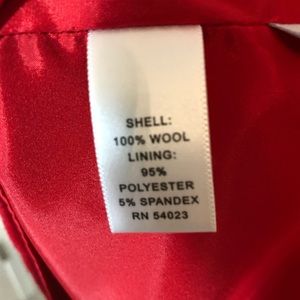 SHELL:
100% WOOL
LINING:
95%
POLYESTER
5% SPANDEX
RN 54023